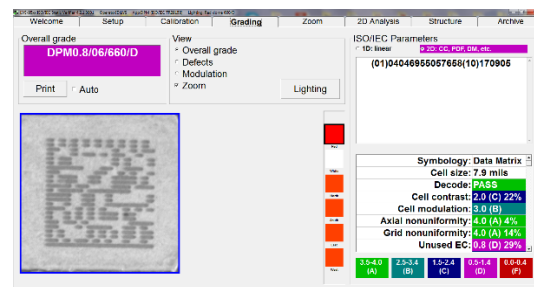 Welcome Setup Calibration Grading Zoom 2D Analysis Structure Archive
Overall grade
DPM0.8/06/660/D
Print Auto
View
Overall grade
Defects
Modulation
Zoom
Lighting
ISO/IEC Parameters
1D: linear 2D: CC, PDF, DM, etc.
(01)04046955057658(10)170905
Symbology: Data Matrix
Cell size: 7.9 mils
Decode: PASS
Cell contrast: 2.0 (C) 22%
Cell modulation: 3.0 (B)
Axial nonuniformity: 4.0 (A) 4%
Grid nonuniformity: 4.0 (A) 14%
Unused EC: 0.8 (D) 29%
3.5-4.0 2.5-3.4 1.5-2.4 0.5-1.4 0.0-0.4
(A) (B) (C) (D) (F)